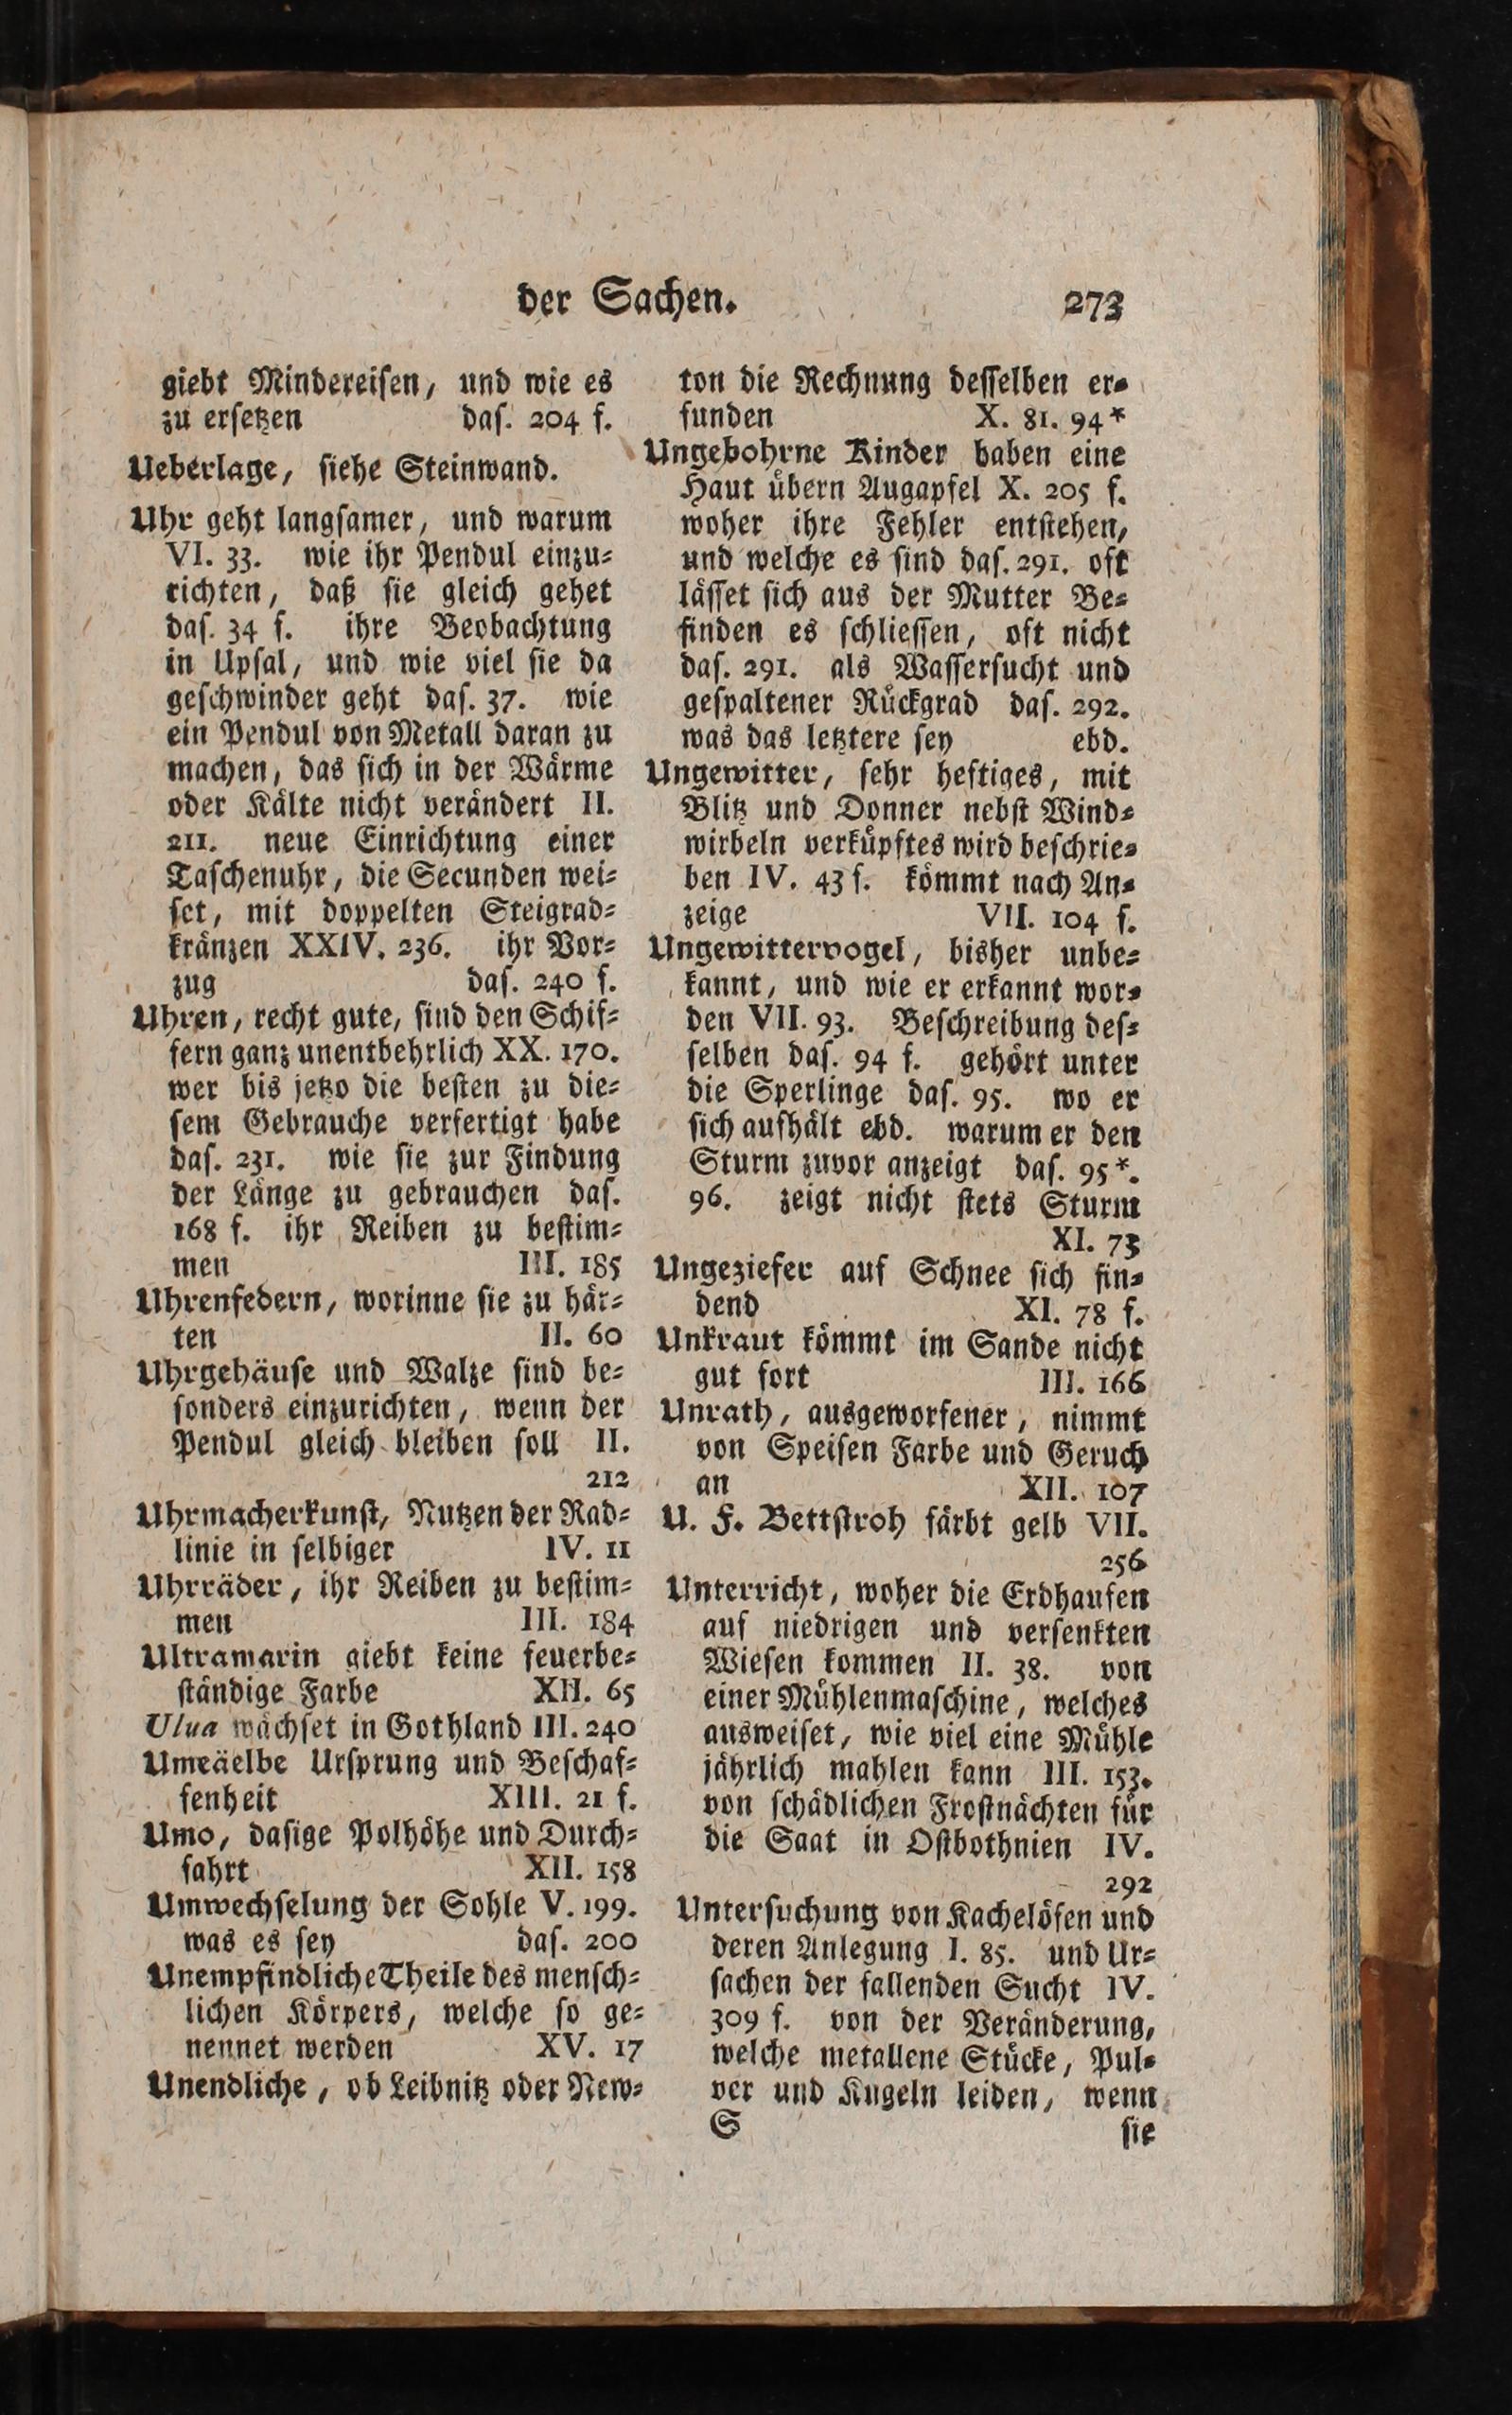 der Sachen. 273
giebt Mindereiſen, und wie es
zu erſetzen daſ. 204 f.
Ueberlage, ſiehe Steinwand.
Uhr geht langſamer, und warum
VI. 33. wie ihr Pendul einzu⸗
richten, daß ſie gleich gehet
daſ. 34 f. ihre Beobachtung
in Upſal, und wie viel ſie da
geſchwinder geht daſ. 37. wie
ein Pendul von Metall daran zu
machen, das ſich in der Wärme
oder Kälte nicht verändert II.
211. neue Einrichtung einer
Taſchenuhr, die Secunden wei⸗
ſet, mit doppelten Steigrad⸗
kränzen XXIV. 236. ihr Vor⸗
zug daſ. 240 f.
Uhren, recht gute, ſind den Schif⸗
fern ganz unentbehrlich XX. 170.
wer bis jetzo die beſten zu die⸗
ſem Gebrauche verfertigt habe
daſ. 231. wie ſie zur Findung
der Länge zu gebrauchen daſ.
168 f. ihr Reiben zu beſtim⸗
men III. 185
Uhrenfedern, worinne ſie zu här⸗
ten II. 60
Uhrgehäuſe und Walze ſind be⸗
ſonders einzurichten, wenn der
Pendul gleich bleiben ſoll II.
212
Uhrmacherkunſt, Nutzen der Rad⸗
linie in ſelbiger IV. 11
Uhrräder, ihr Reiben zu beſtim⸗
men III. 184
Ultramarin giebt keine feuerbe⸗
ſtändige Farbe XII. 65
Ulua wächſet in Gothland III. 240
Umeäelbe Urſprung und Beſchaf⸗
fenheit XIII. 21 f.
Umo, daſige Polhöhe und Durch⸗
fahrt XII. 158
Umwechſelung der Sohle V. 199.
was es ſey daſ. 200
Unempfindliche Theile des menſch⸗
lichen Körpers, welche ſo ge⸗
nennet werden XV. 17
Unendliche, ob Leibnitz oder New⸗
ton die Rechnung deſſelben er⸗
funden X. 81. 94*
Ungebohrne Kinder haben eine
Haut übern Augapfel X. 205 f.
woher ihre Fehler entſtehen,
und welche es ſind daſ. 291. oft
läſſet ſich aus der Mutter Be⸗
finden es ſchlieſſen, oft nicht
daſ. 291. als Waſſerſucht und
geſpaltener Rückgrad daſ. 292.
was das letztere ſey ebd.
Ungewitter, ſehr heftiges, mit
Blitz und Donner nebſt Wind⸗
wirbeln verküpftes wird beſchrie⸗
ben IV. 43 f. kömmt nach An⸗
zeige VII. 104 f.
Ungewittervogel, bisher unbe⸗
kannt, und wie er erkannt wor⸗
den VII. 93. Beſchreibung deſ⸗
ſelben daſ. 94 f. gehört unter
die Sperlinge daſ. 95. wo er
ſich aufhält ebd. warum er den
Sturm zuvor anzeigt daſ. 95*.
96. zeigt nicht ſtets Sturm
XI. 73
Ungeziefer auf Schnee ſich fin⸗
dend XI. 78 f.
Unkraut kömmt im Sande nicht
gut fort III. 166
Unrath, ausgeworfener, nimmt
von Speiſen Farbe und Geruch
an XII. 107
U. F. Bettſtroh färbt gelb VII.
256
Unterricht, woher die Erdhaufen
auf niedrigen und verſenkten
Wieſen kommen II. 38. von
einer Mühlenmaſchine, welches
ausweiſet, wie viel eine Mühle
jährlich mahlen kann III. 153.
von ſchädlichen Froſtnächten für
die Saat in Oſtbothnien IV.
292
Unterſuchung von Kachelöfen und
deren Anlegung I. 85. und Ur⸗
ſachen der fallenden Sucht IV.
309 f. von der Veränderung,
welche metallene Stücke, Pul⸗
ver und Kugeln leiden, wenn
S ſie